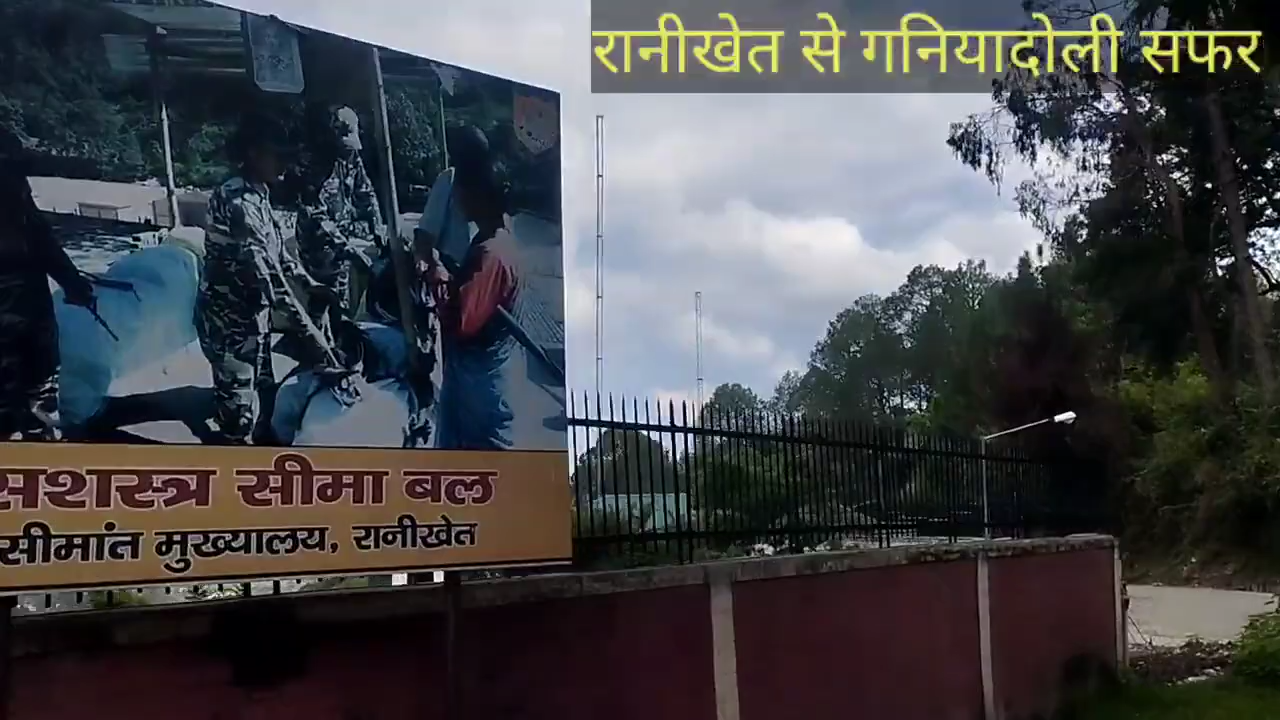 रानीखेत से गनियादोली सफर
सशस्त्र सीमा बल
सीमांत मुख्यालय, रानीखेत